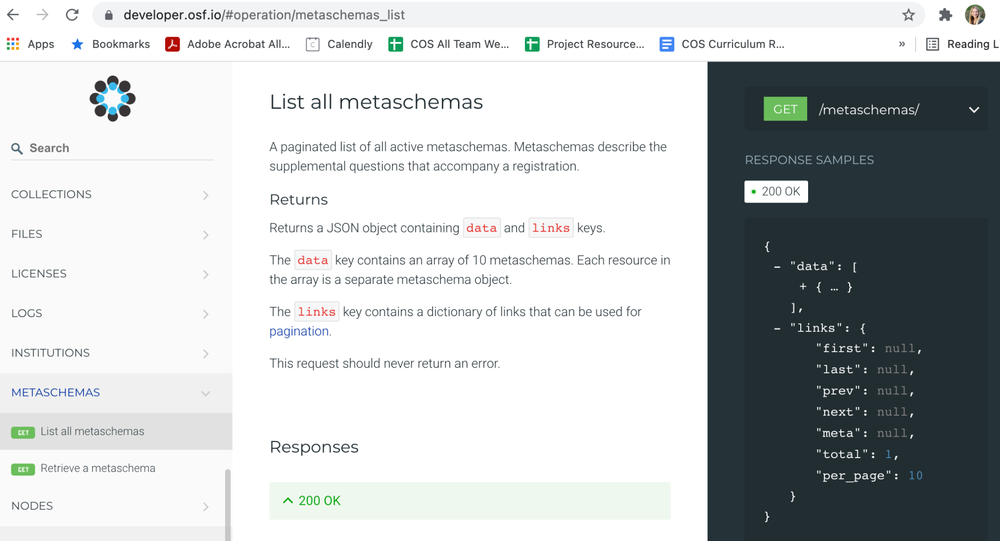 developer.osf.io/#operation/metaschemas_list
Apps Bookmarks Adobe Acrobat All... Calendly COS All Team We... Project Resource... COS Curriculum R... » Reading L
Search
COLLECTIONS
FILES
LICENSES
LOGS
INSTITUTIONS
METASCHEMAS
GET List all metaschemas
GET Retrieve a metaschema
NODES
List all metaschemas
A paginated list of all active metaschemas. Metaschemas describe the
supplemental questions that accompany a registration.
Returns
Returns a JSON object containing data and links keys.
The data key contains an array of 10 metaschemas. Each resource in
the array is a separate metaschema object.
The links key contains a dictionary of links that can be used for
pagination.
This request should never return an error.
Responses
200 OK
GET /metaschemas/
RESPONSE SAMPLES
200 OK
{
- "data": [
+ { … }
],
- "links": {
"first": null,
"last": null,
"prev": null,
"next": null,
"meta": null,
"total": 1,
"per_page": 10
}
}